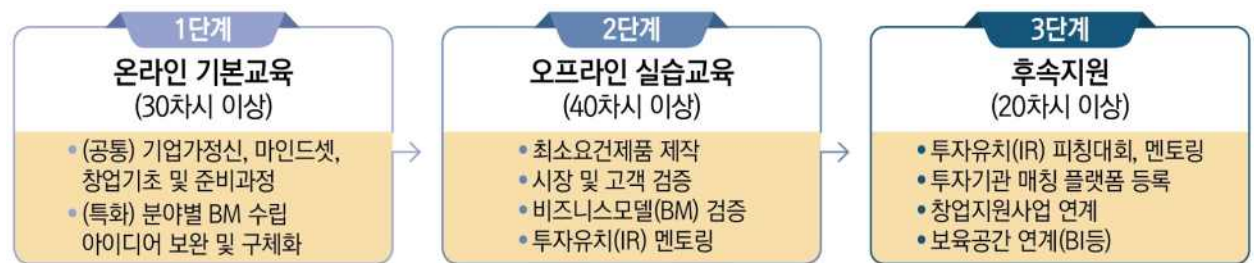 1단계
온라인 기본교육
(30차시 이상)
• (공통) 기업가정신, 마인드셋,
창업기초 및 준비과정
• (특화) 분야별 BM 수립
아이디어 보완 및 구체화
2단계
오프라인 실습교육
(40차시 이상)
• 최소요건제품 제작
• 시장 및 고객 검증
• 비즈니스모델(BM) 검증
• 투자유치(IR) 멘토링
3단계
후속지원
(20차시 이상)
• 투자유치(IR) 피칭대회, 멘토링
• 투자기관 매칭 플랫폼 등록
• 창업지원사업 연계
• 보육공간 연계(BI등)